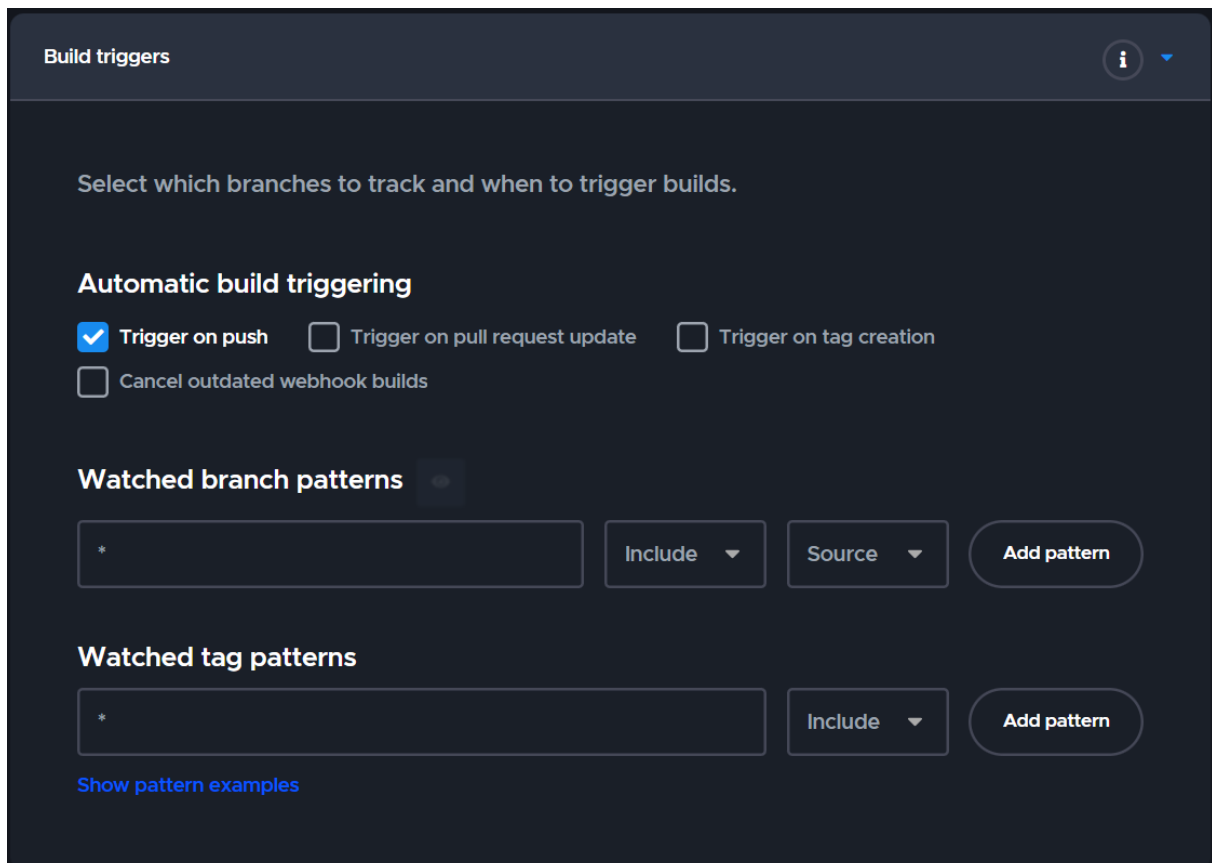 Build triggers
Select which branches to track and when to trigger builds.
Automatic build triggering
Trigger on push Trigger on pull request update Trigger on tag creation
Cancel outdated webhook builds
Watched branch patterns
* Include Source Add pattern
Watched tag patterns
* Include Add pattern
Show pattern examples